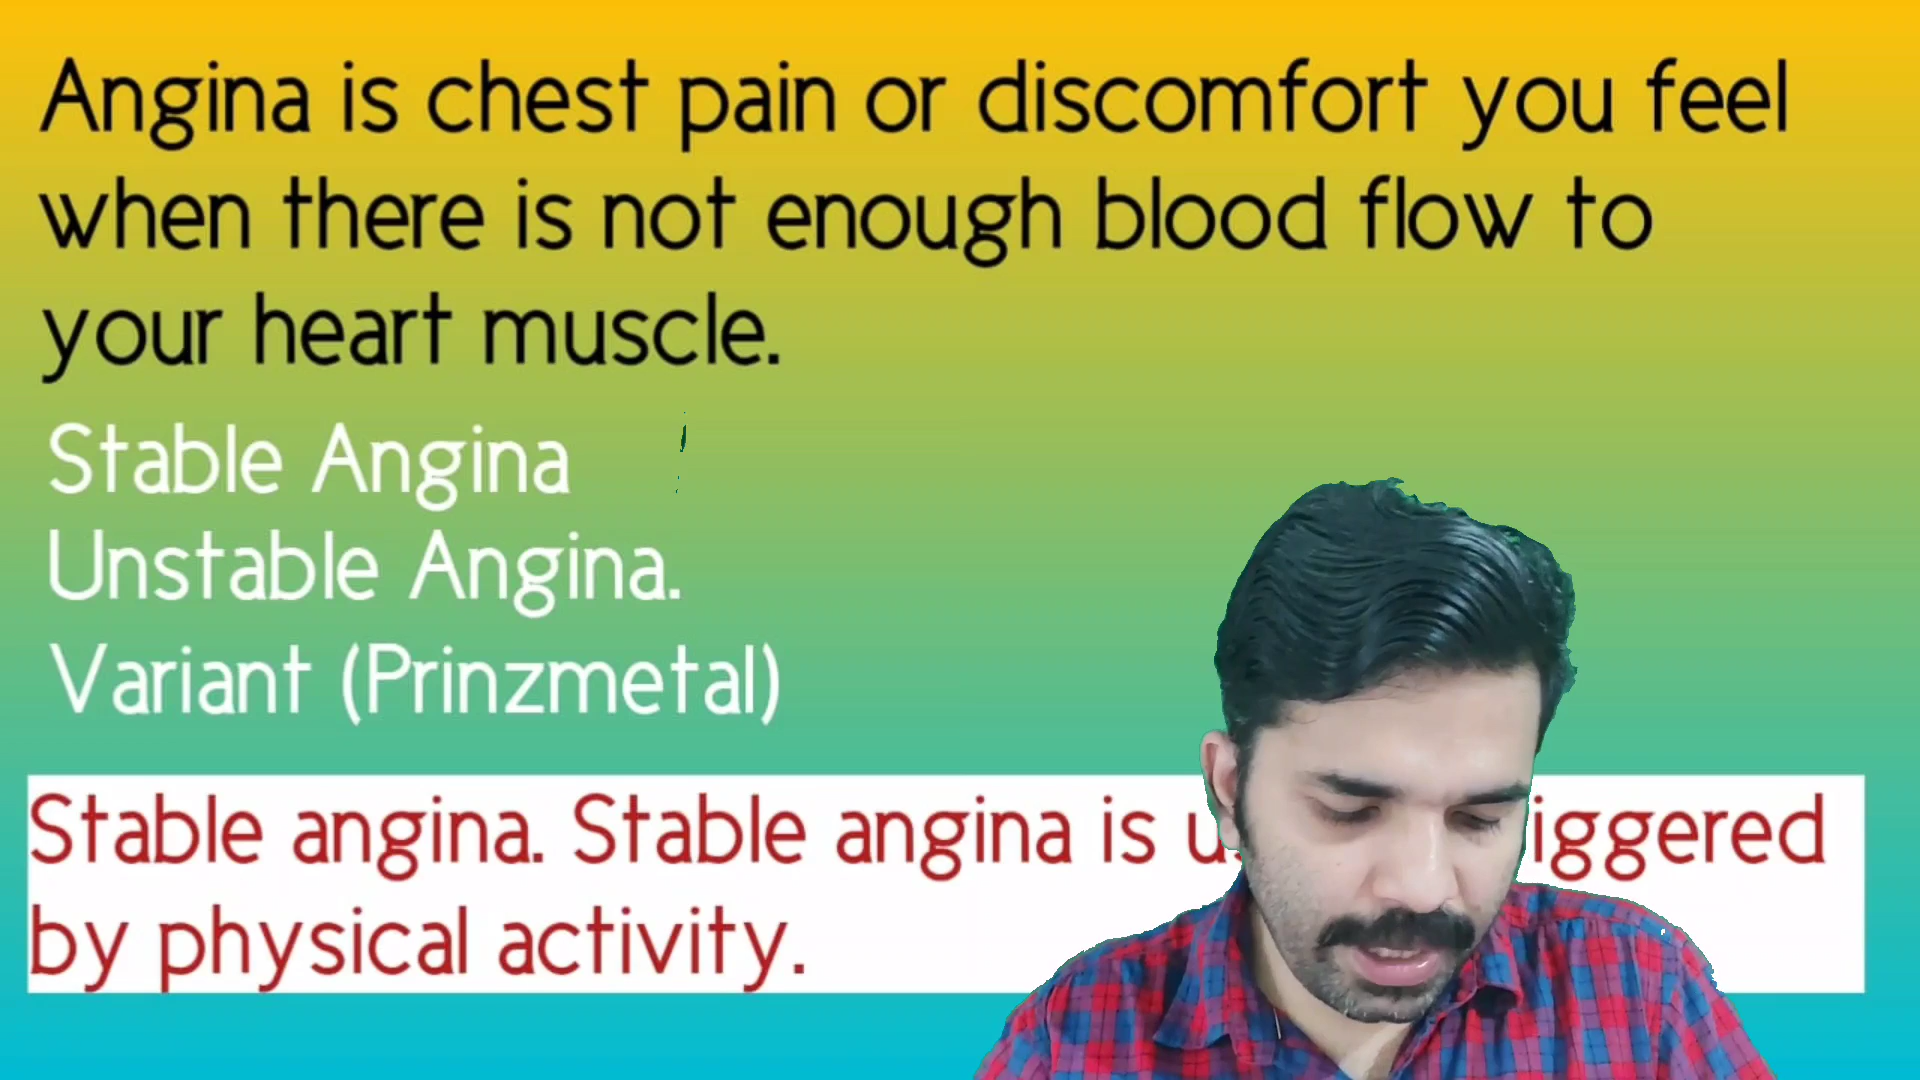 Angina is chest pain or discomfort you feel
when there is not enough blood flow to
your heart muscle.
Stable Angina
Unstable Angina.
Variant (Prinzmetal)
Stable angina. Stable angina is
by physical activity.